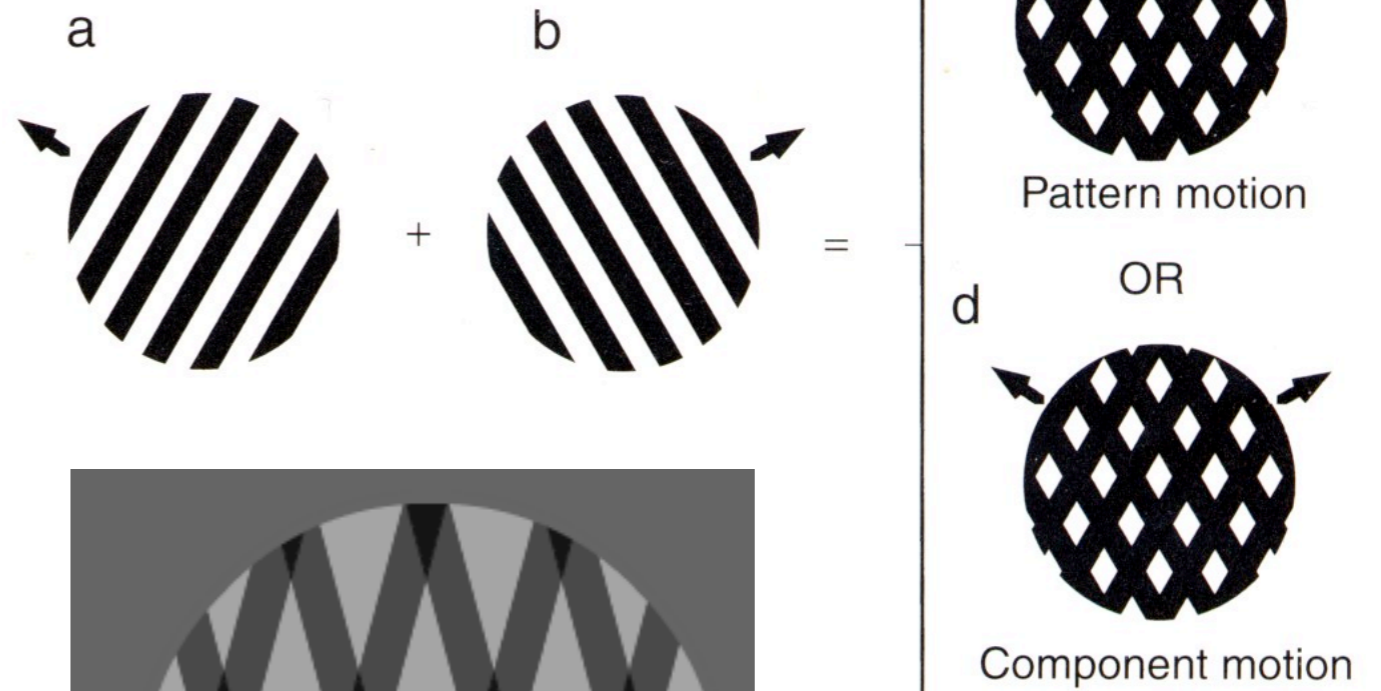 a
b
+
=
Pattern motion
OR
d
Component motion